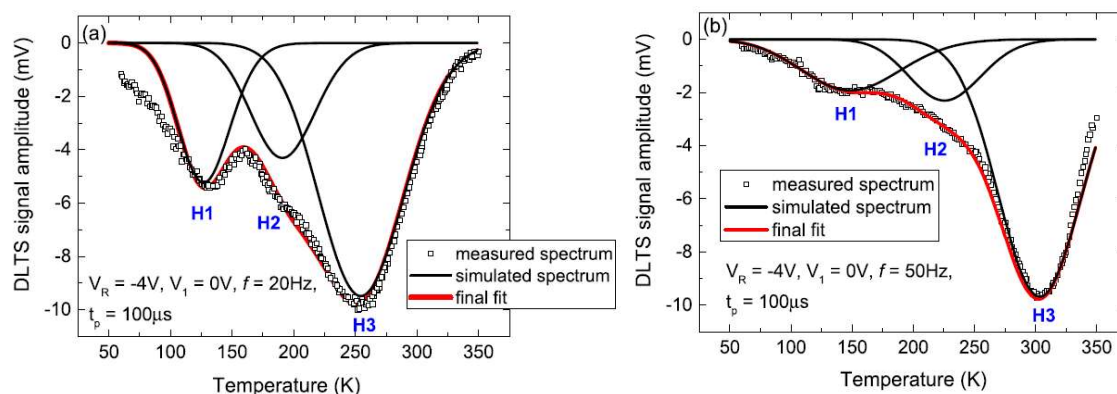 (a)
0
-2
-4
-6
-8
-10
DLTS signal amplitude (mV)
H1
H2
H3
measured spectrum
simulated spectrum
final fit
V_R = -4V, V_1 = 0V, f = 20Hz,
t_p = 100μs
50 100 150 200 250 300 350
Temperature (K)
(b)
0
-2
-4
-6
-8
-10
DLTS signal amplitude (mV)
H1
H2
H3
measured spectrum
simulated spectrum
final fit
V_R = -4V, V_1 = 0V, f = 50Hz,
t_p = 100μs
50 100 150 200 250 300 350
Temperature (K)